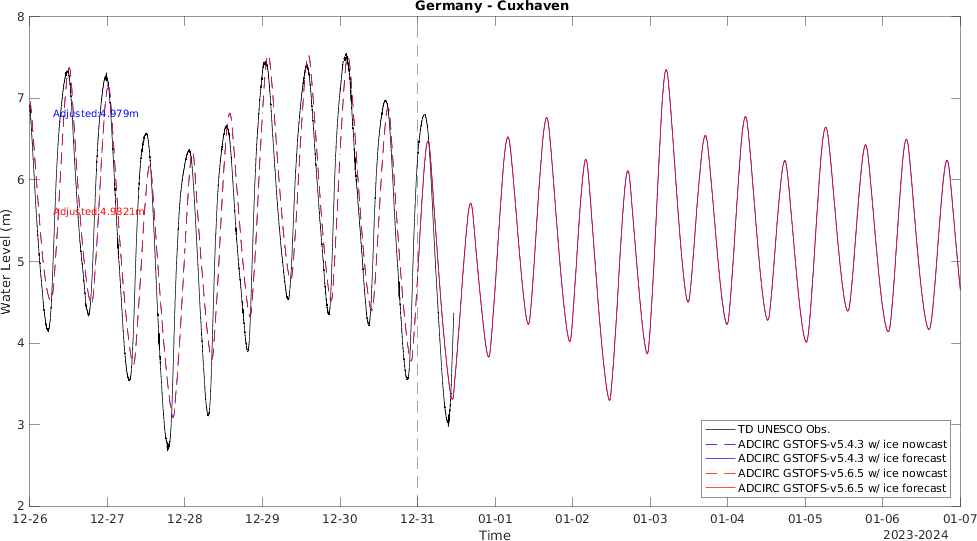 Germany - Cuxhaven
8
7
6
5
4
3
2
Water Level (m)
Adjusted:4.979m
Adjusted:4.9321m
TD UNESCO Obs.
ADCIRC GSTOFS-v5.4.3 w/ ice nowcast
ADCIRC GSTOFS-v5.4.3 w/ ice forecast
ADCIRC GSTOFS-v5.6.5 w/ ice nowcast
ADCIRC GSTOFS-v5.6.5 w/ ice forecast
12-26 12-27 12-28 12-29 12-30 12-31 01-01 01-02 01-03 01-04 01-05 01-06 01-07
Time
2023-2024